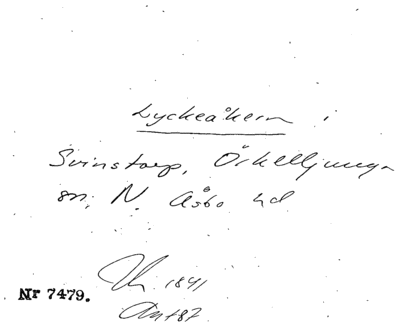 Lyckeåkern i
Svinstorp, Örkelljunga
sn, N. Åsbo hd
1841
Nr 7479.